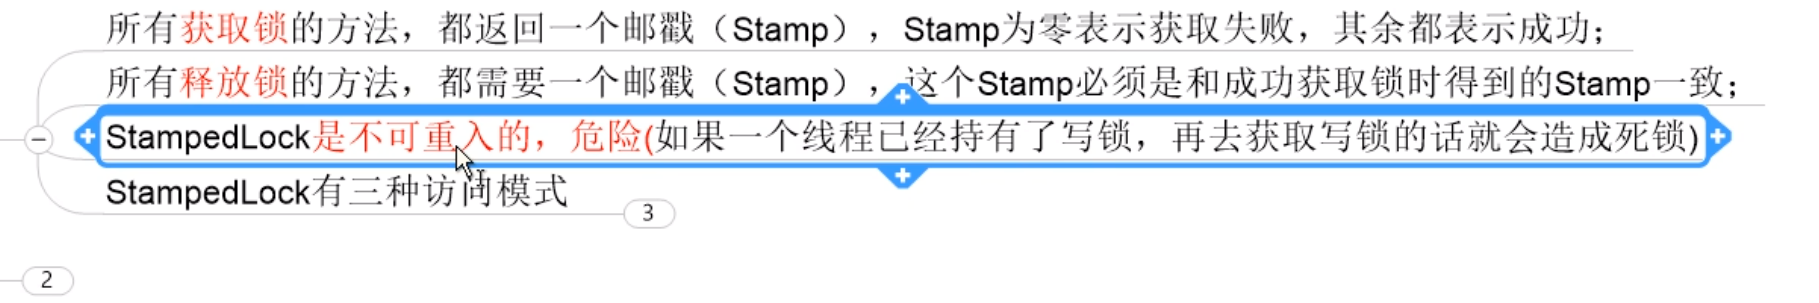 所有获取锁的方法，都返回一个邮戳（Stamp），Stamp为零表示获取失败，其余都表示成功；
所有释放锁的方法，都需要一个邮戳（Stamp），这个Stamp必须是和成功获取锁时得到的Stamp一致；
StampedLock是不可重入的，危险(如果一个线程已经持有了写锁，再去获取写锁的话就会造成死锁)
StampedLock有三种访问模式
3
2